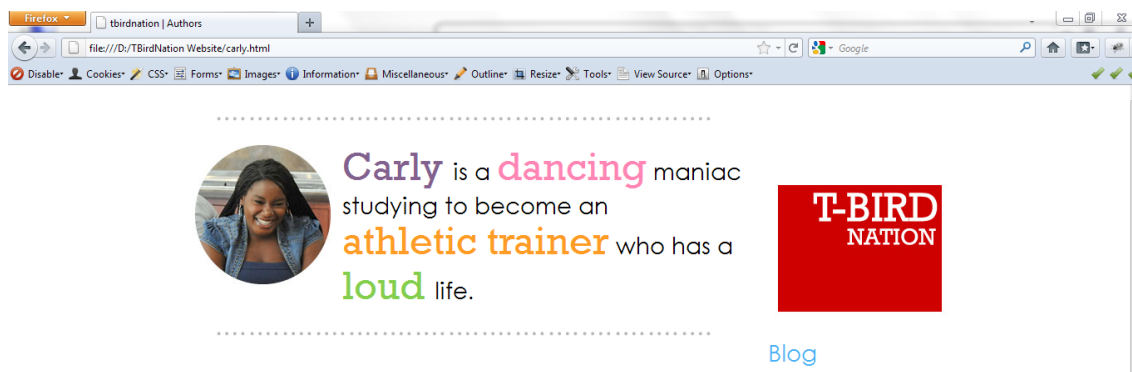 Firefox
tbirdnation | Authors
file:///D:/TBirdNation Website/carly.html
Google
Disable Cookies CSS Forms Images Information Miscellaneous Outline Resize Tools View Source Options
Carly is a dancing maniac
studying to become an
athletic trainer who has a
loud life.
T-BIRD
NATION
Blog